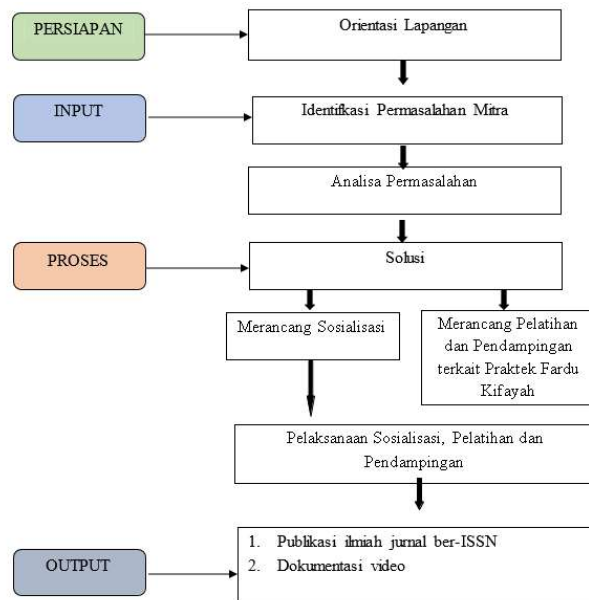 PERSIAPAN
Orientasi Lapangan
INPUT
Identifkasi Permasalahan Mitra
Analisa Permasalahan
PROSES
Solusi
Merancang Sosialisasi
Merancang Pelatihan
dan Pendampingan
terkait Praktek Fardu
Kifayah
Pelaksanaan Sosialisasi, Pelatihan dan
Pendampingan
OUTPUT
1. Publikasi ilmiah jurnal ber-ISSN
2. Dokumentasi video